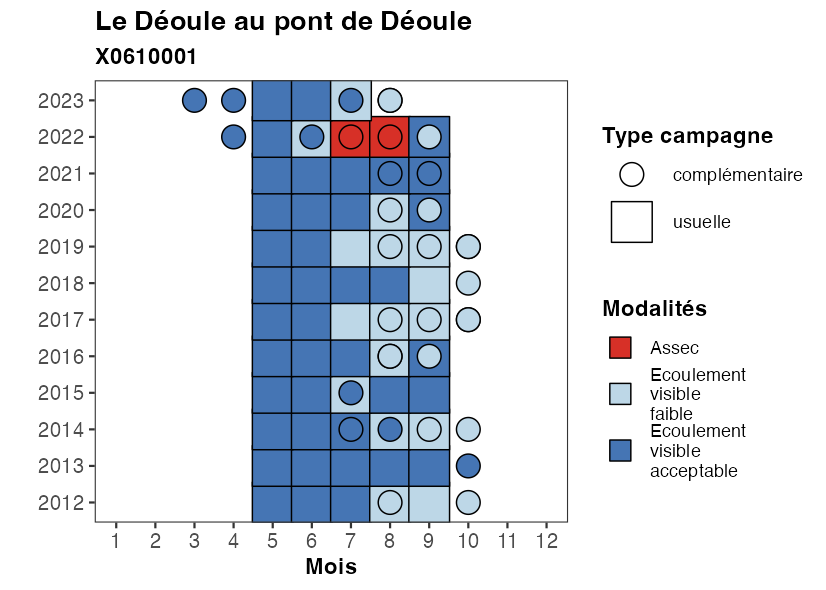 Le Déoule au pont de Déoule
X0610001
2023
2022
2021
2020
2019
2018
2017
2016
2015
2014
2013
2012
1 2 3 4 5 6 7 8 9 10 11 12
Mois
Type campagne
complémentaire
usuelle
Modalités
Assec
Ecoulement
visible
faible
Ecoulement
visible
acceptable